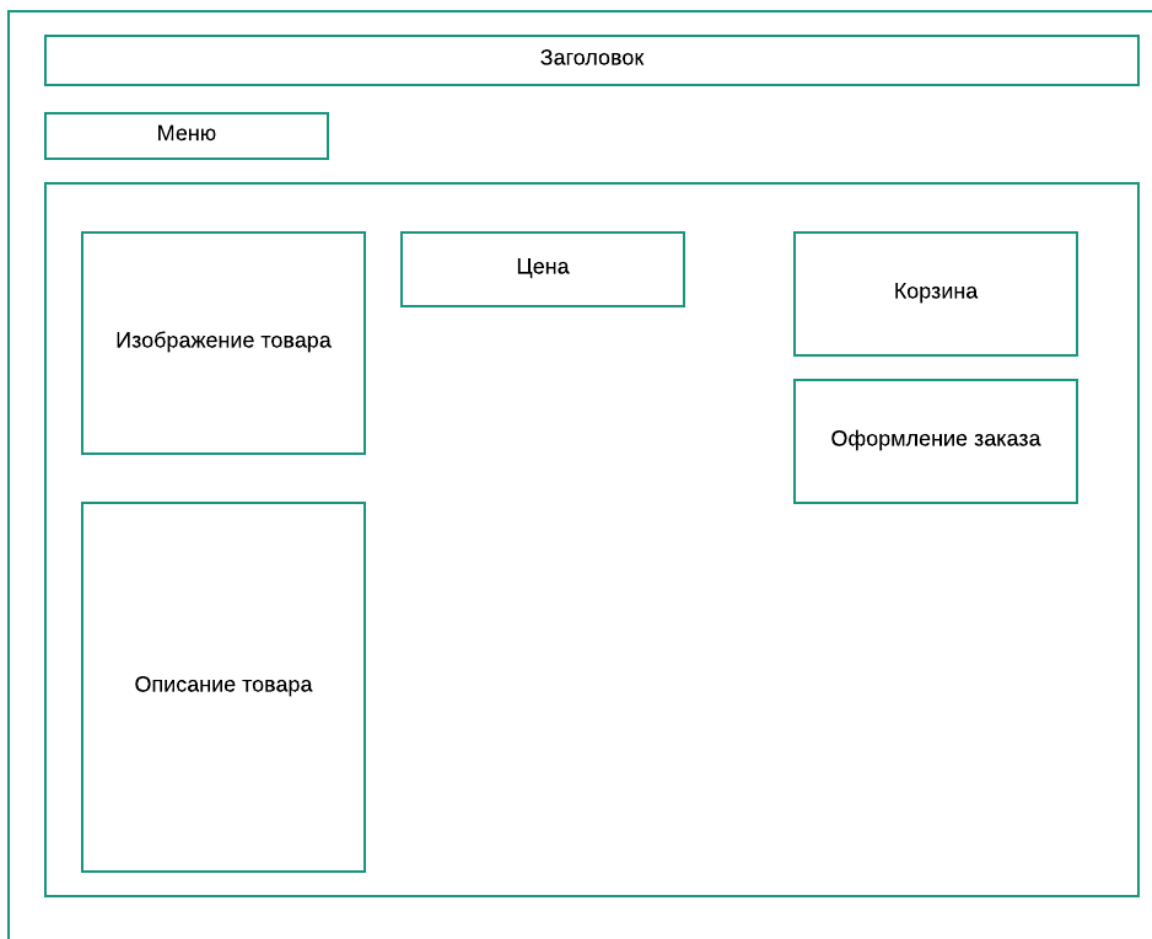 Заголовок
Меню
Изображение товара
Цена
Корзина
Оформление заказа
Описание товара